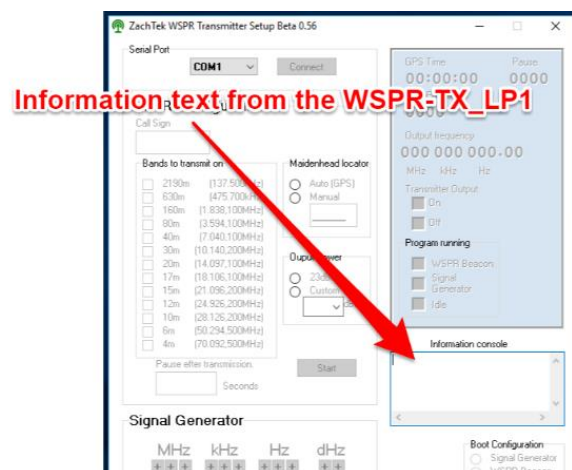 ZachTek WSPR Transmitter Setup Beta 0.56
Serial Port
COM1
Connect
GPS Time
Pause
00:00:00
0000
Information text from the WSPR-TX_LP1
Call Sign
Bands to transmit on
2190m (137.500kHz)
630m (475.700kHz)
160m (1.838,100MHz)
80m (3.594,100MHz)
40m (7.040,100MHz)
30m (10.140,200MHz)
20m (14.097,100MHz)
17m (18.106,100MHz)
15m (21.096,200MHz)
12m (24.926,200MHz)
10m (28.126,200MHz)
6m (50.294,500MHz)
4m (70.092,500MHz)
Maidenhead locator
Auto (GPS)
Manual
Ouput
23dB
Custom
Pause after transmission
Seconds
Start
Output frequency
000 000 000.00
MHz kHz Hz
Transmitter Output
On
Off
Program running
WSPR Beacon
Signal
Generator
Idle
Information console
Signal Generator
MHz kHz Hz dHz
+ + + + + + + + + +
Boot Configuration
Signal Generator
WSPR Beacon